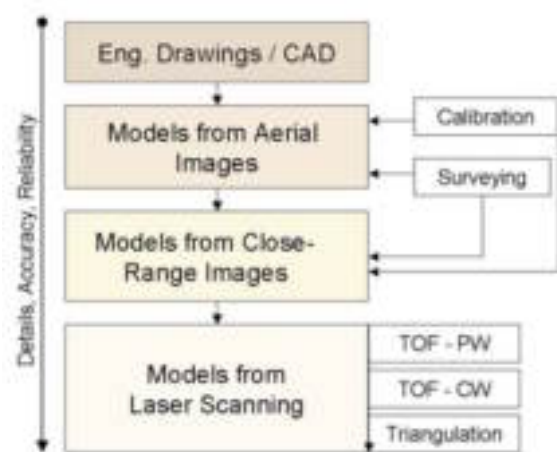 Eng. Drawings / CAD
Models from Aerial
Images
Calibration
Surveying
Models from Close-
Range Images
Models from
Laser Scanning
TOF - PW
TOF - CW
Triangulation
Details, Accuracy, Reliability